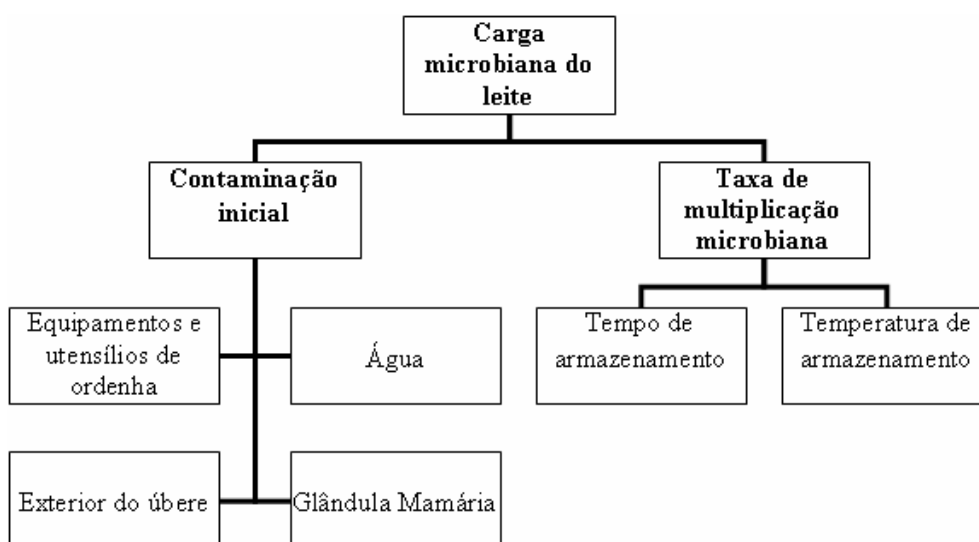 Carga
microbiana do
leite
Contaminação
inicial
Taxa de
multiplicação
microbiana
Equipamentos e
utensílios de
ordenha
Água
Tempo de
armazenamento
Temperatura de
armazenamento
Exterior do úbere
Glândula Mamária